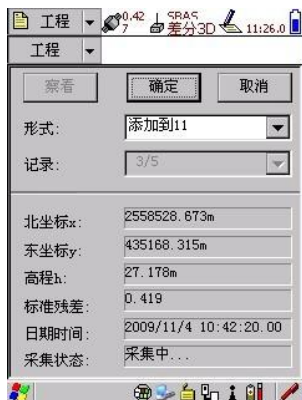 工程 0.42 7 SBAS 差分3D 11:26.0
工程
察看 确定 取消
形式: 添加到11
记录: 3/5
北坐标x: 2558528.673m
东坐标y: 435168.315m
高程h: 27.178m
标准残差: 0.419
日期时间: 2009/11/4 10:42:20.00
采集状态: 采集中...